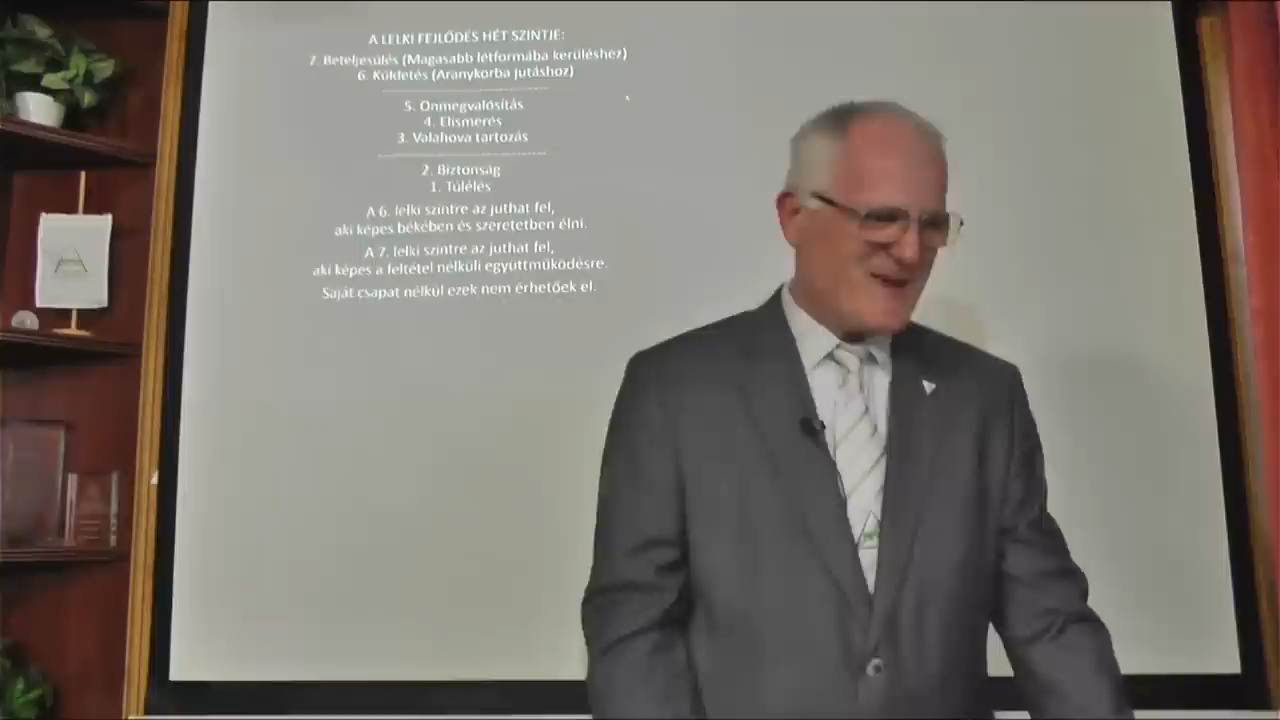 A LELKI FEJLŐDÉS HÉT SZINTJE:
7. Beteljesülés (Magasabb létformába kerüléshez)
6. Küldetés (Aranykorba jutáshoz)
5. Önmegvalósítás
4. Elismerés
3. Valahova tartozás
2. Biztonság
1. Túlélés
A 6. lelki szintre az juthat fel,
aki képes békében és szeretetben élni.
A 7. lelki szintre az juthat fel,
aki képes a feltétel nélküli együttműködésre.
Saját csapat nélkül ezek nem érhetőek el.